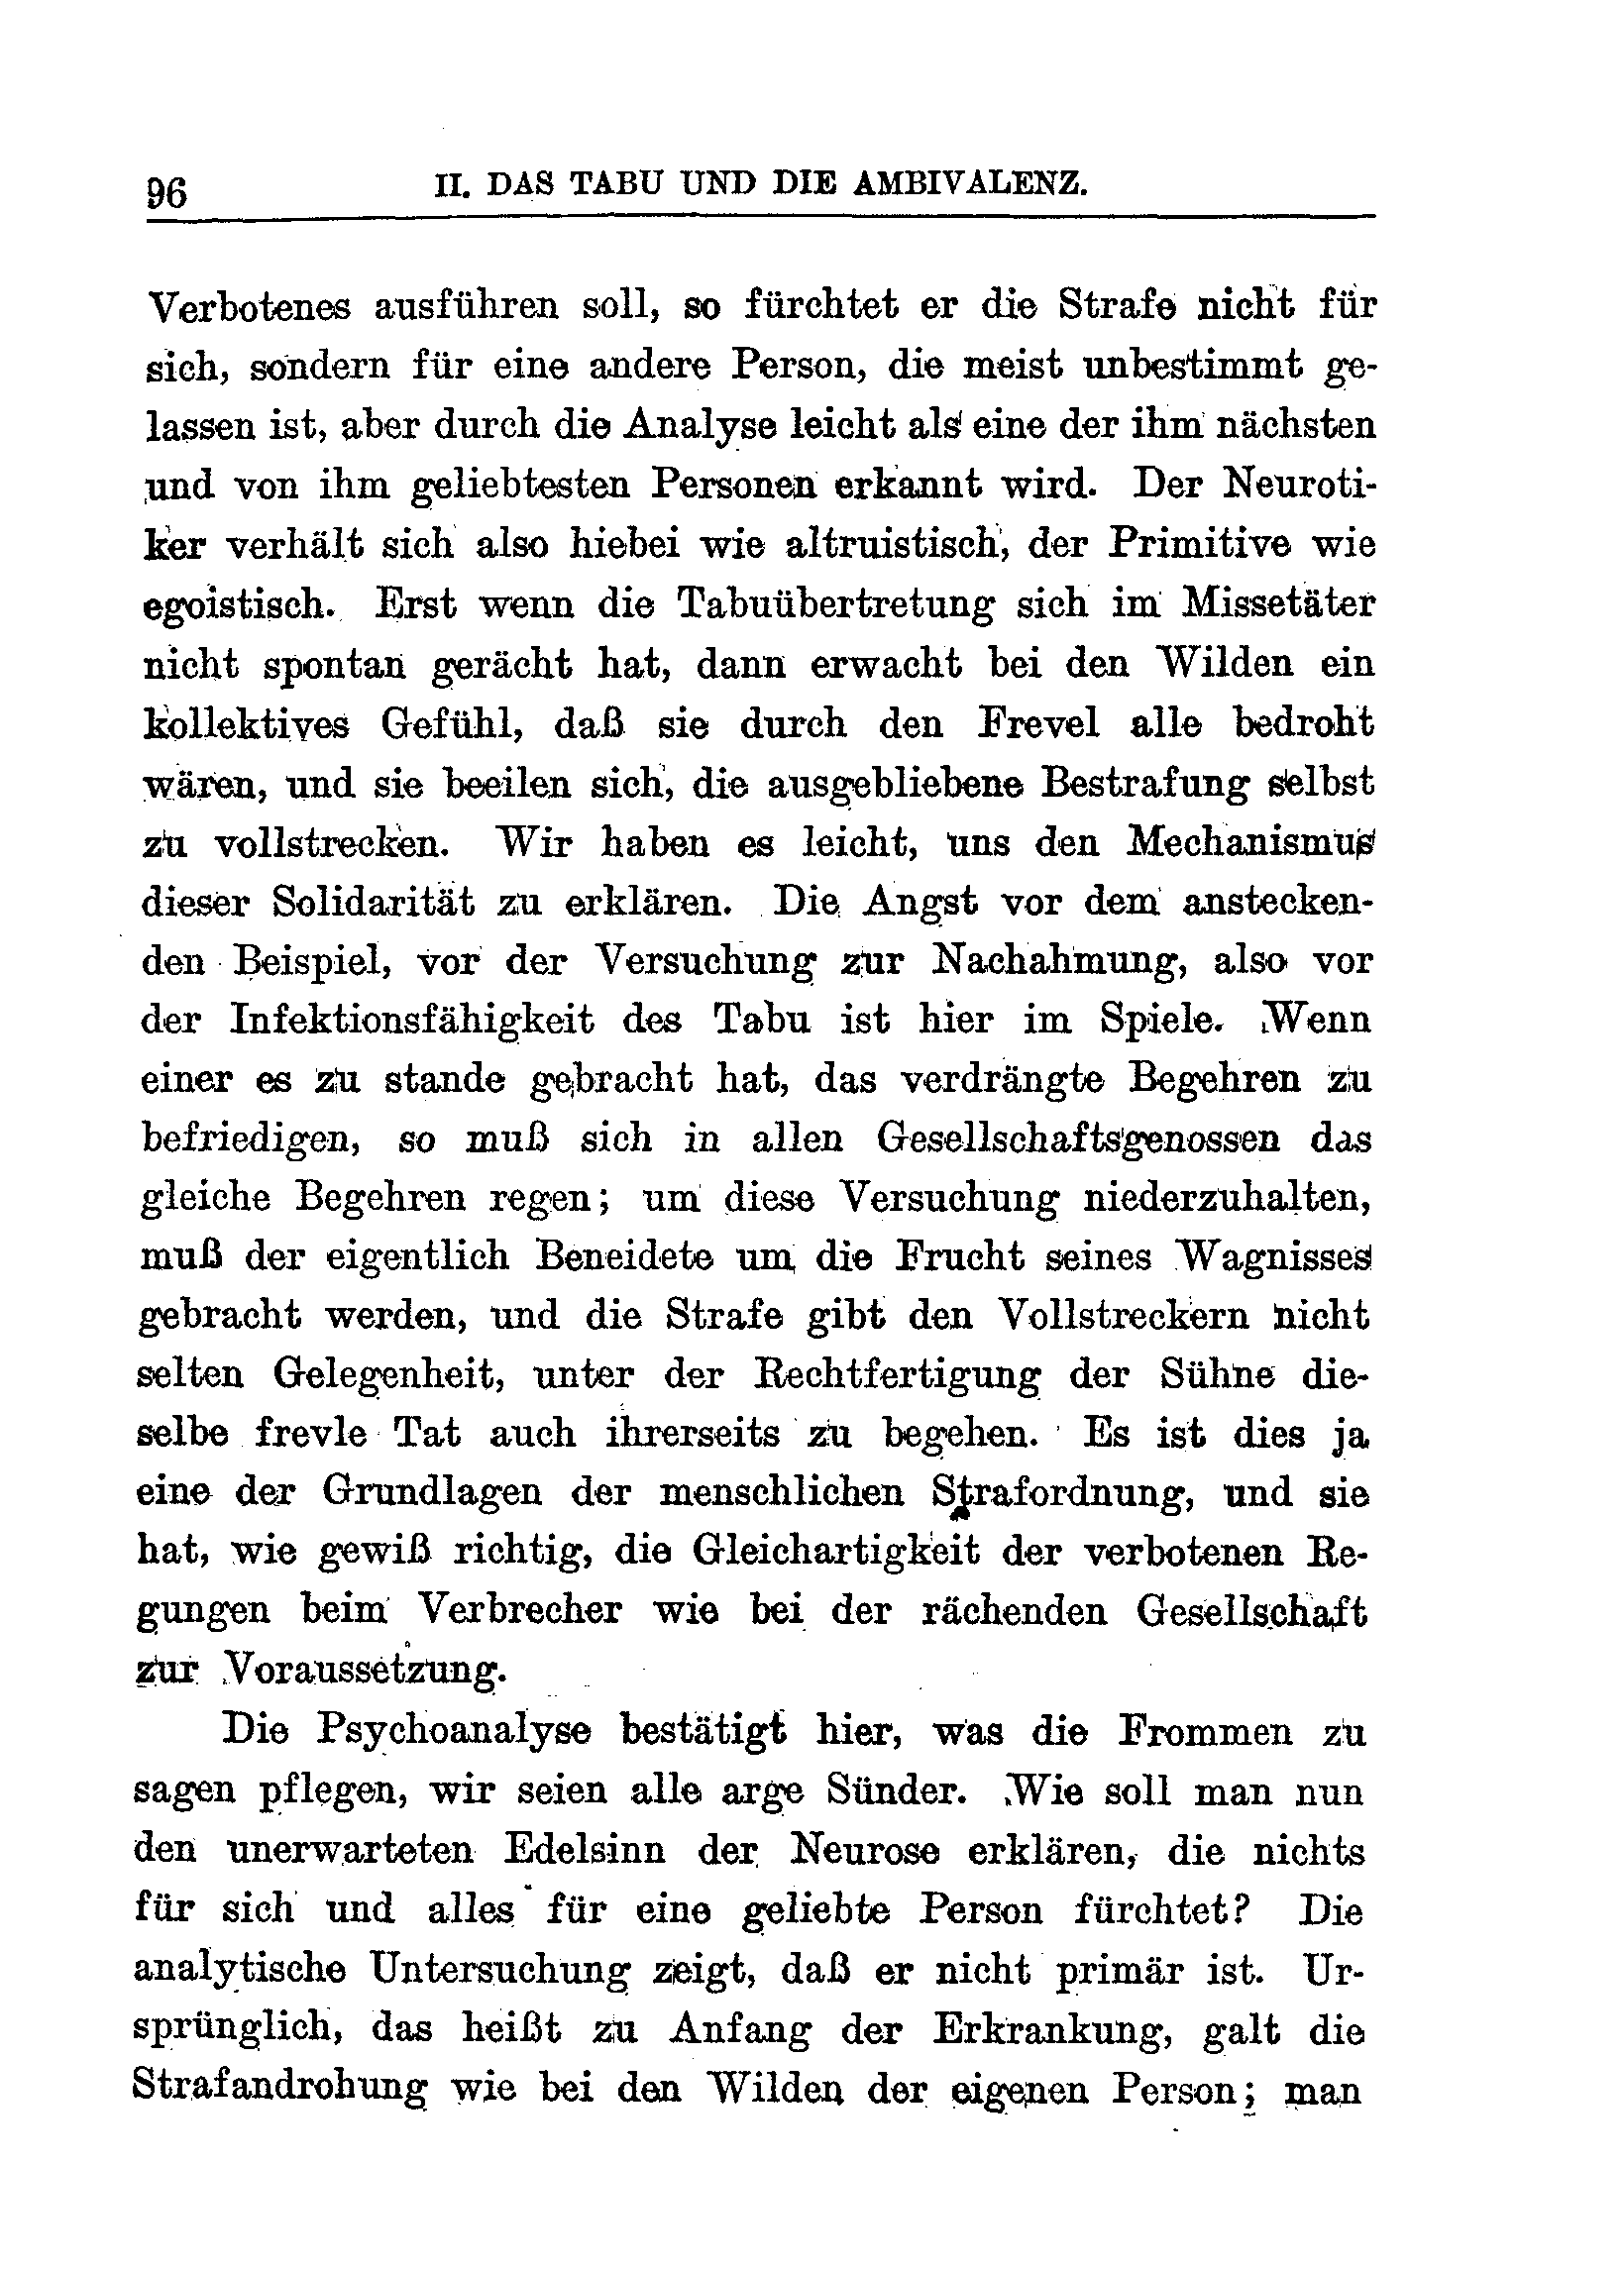 96
II. DAS TABU UND DIE AMBIVALENZ.
Verbotenes ausführen soll, so fürchtet er die Strafe nicht für
sich, sondern für eine andere Person, die meist unbestimmt ge-
lassen ist, aber durch die Analyse leicht als eine der ihm nächsten
und von ihm geliebtesten Personen erkannt wird. Der Neuroti-
ker verhält sich also hiebei wie altruistisch, der Primitive wie
egoistisch. Erst wenn die Tabuübertretung sich im Missetäter
nicht spontan gerächt hat, dann erwacht bei den Wilden ein
kollektives Gefühl, daß sie durch den Frevel alle bedroht
wären, und sie beeilen sich, die ausgebliebene Bestrafung selbst
zu vollstrecken. Wir haben es leicht, uns den Mechanismus
dieser Solidarität zu erklären. Die Angst vor dem anstecken-
den Beispiel, vor der Versuchung zur Nachahmung, also vor
der Infektionsfähigkeit des Tabu ist hier im Spiele. Wenn
einer es zu stande gebracht hat, das verdrängte Begehren zu
befriedigen, so muß sich in allen Gesellschaftsgenossen das
gleiche Begehren regen; um diese Versuchung niederzuhalten,
muß der eigentlich Beneidete um die Frucht seines Wagnisses
gebracht werden, und die Strafe gibt den Vollstreckern nicht
selten Gelegenheit, unter der Rechtfertigung der Sühne die-
selbe frevle Tat auch ihrerseits zu begehen. Es ist dies ja
eine der Grundlagen der menschlichen Strafordnung, und sie
hat, wie gewiß richtig, die Gleichartigkeit der verbotenen Re-
gungen beim Verbrecher wie bei der rächenden Gesellschaft
zur Voraussetzung.
Die Psychoanalyse bestätigt hier, was die Frommen zu
sagen pflegen, wir seien alle arge Sünder. Wie soll man nun
den unerwarteten Edelsinn der Neurose erklären, die nichts
für sich und alles für eine geliebte Person fürchtet? Die
analytische Untersuchung zeigt, daß er nicht primär ist. Ur-
sprünglich, das heißt zu Anfang der Erkrankung, galt die
Strafandrohung wie bei den Wilden der eigenen Person; man